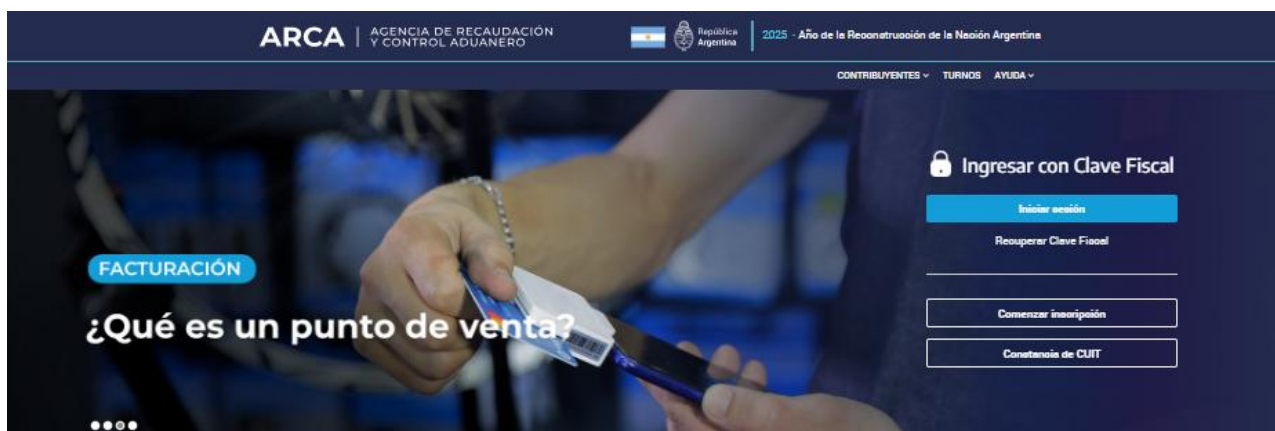 ARCA
AGENCIA DE RECAUDACIÓN
Y CONTROL ADUANERO
República
Argentina
2025 - Año de la Reconstrucción de la Nación Argentina
CONTRIBUYENTES TURNOS AYUDA
Ingresar con Clave Fiscal
Iniciar sesión
Recuperar Clave Fiscal
Comenzar inscripción
Constancia de CUIT
FACTURACIÓN
¿Qué es un punto de venta?